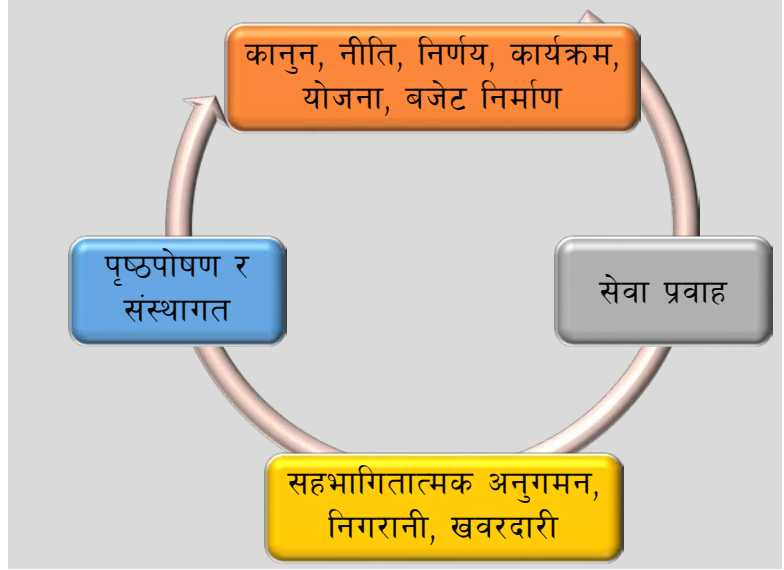 कानुन, नीति, निर्णय, कार्यक्रम,
योजना, बजेट निर्माण
पृष्ठपोषण र
संस्थागत
सेवा प्रवाह
सहभागितात्मक अनुगमन,
निगरानी, खवरदारी